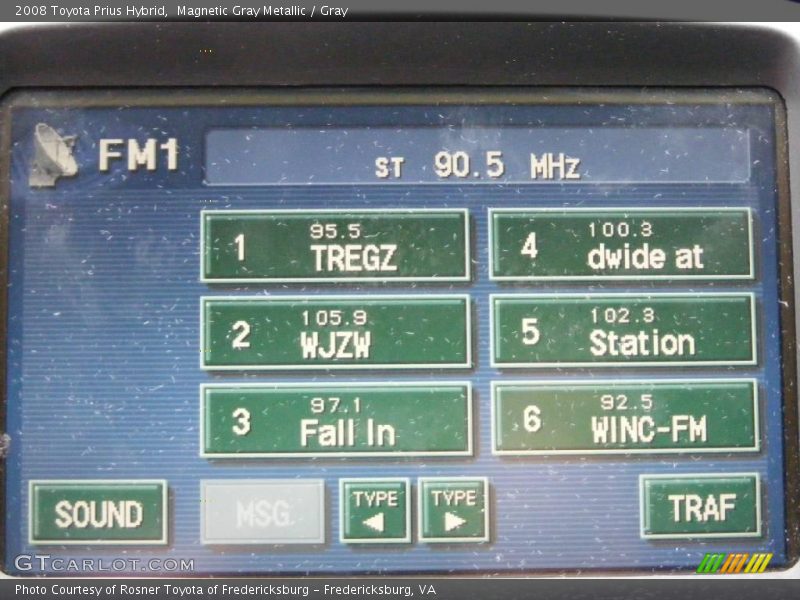 2008 Toyota Prius Hybrid, Magnetic Gray Metallic / Gray
FM1
ST 90.5 MHz
1 95.5 TREGZ
4 100.3 dwide at
2 105.9 WJZW
5 102.3 Station
3 97.1 Fall In
6 92.5 WINC-FM
SOUND
MSG
TYPE
TYPE
TRAF
GTCARLOT.COM
Photo Courtesy of Rosner Toyota of Fredericksburg - Fredericksburg, VA